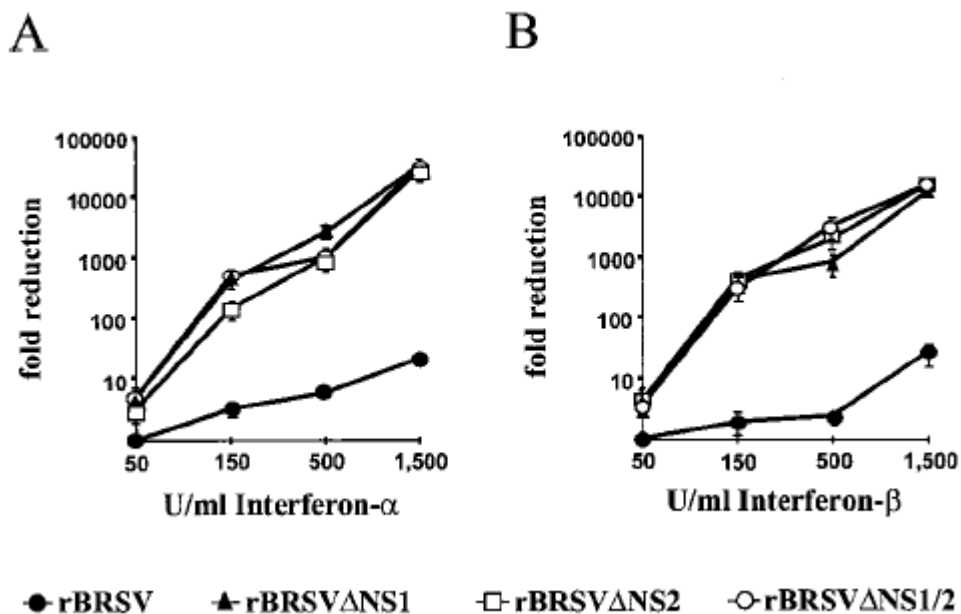 A
B
fold reduction
100000
10000
1000
100
10
50
150
500
1,500
U/ml Interferon-α
fold reduction
100000
10000
1000
100
10
50
150
500
1,500
U/ml Interferon-β
rBRSV
rBRSVΔNS1
rBRSVΔNS2
rBRSVΔNS1/2